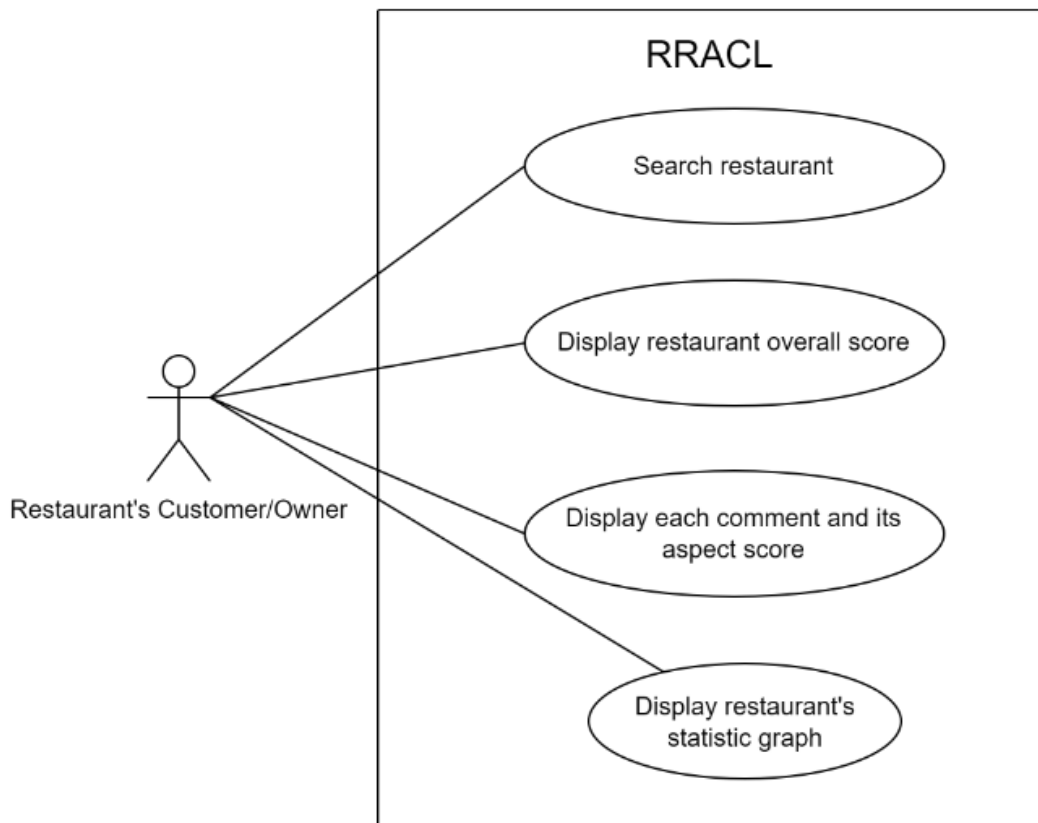 RRACL
Search restaurant
Display restaurant overall score
Restaurant's Customer/Owner
Display each comment and its
aspect score
Display restaurant's
statistic graph